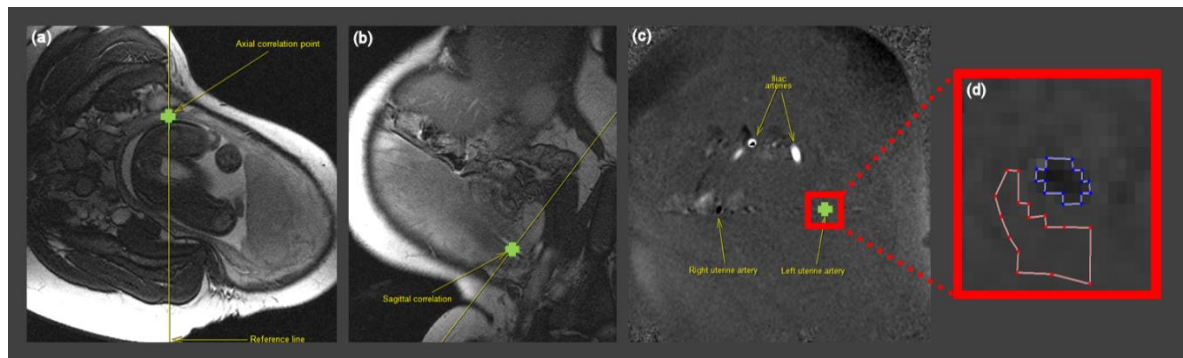 (a)
Axial correlation point
Reference line
(b)
Sagittal correlation
(c)
Iliac
arteries
Right uterine artery
Left uterine artery
(d)